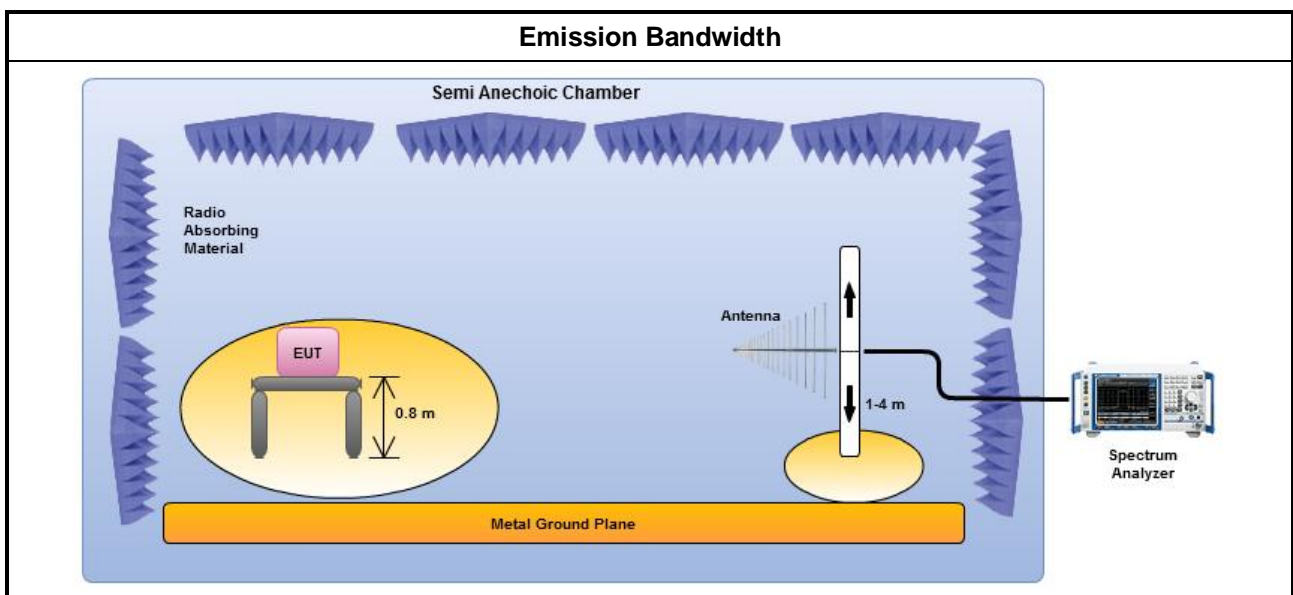 Emission Bandwidth
Semi Anechoic Chamber
Radio
Absorbing
Material
Antenna
EUT
0.8 m
1-4 m
Spectrum
Analyzer
Metal Ground Plane